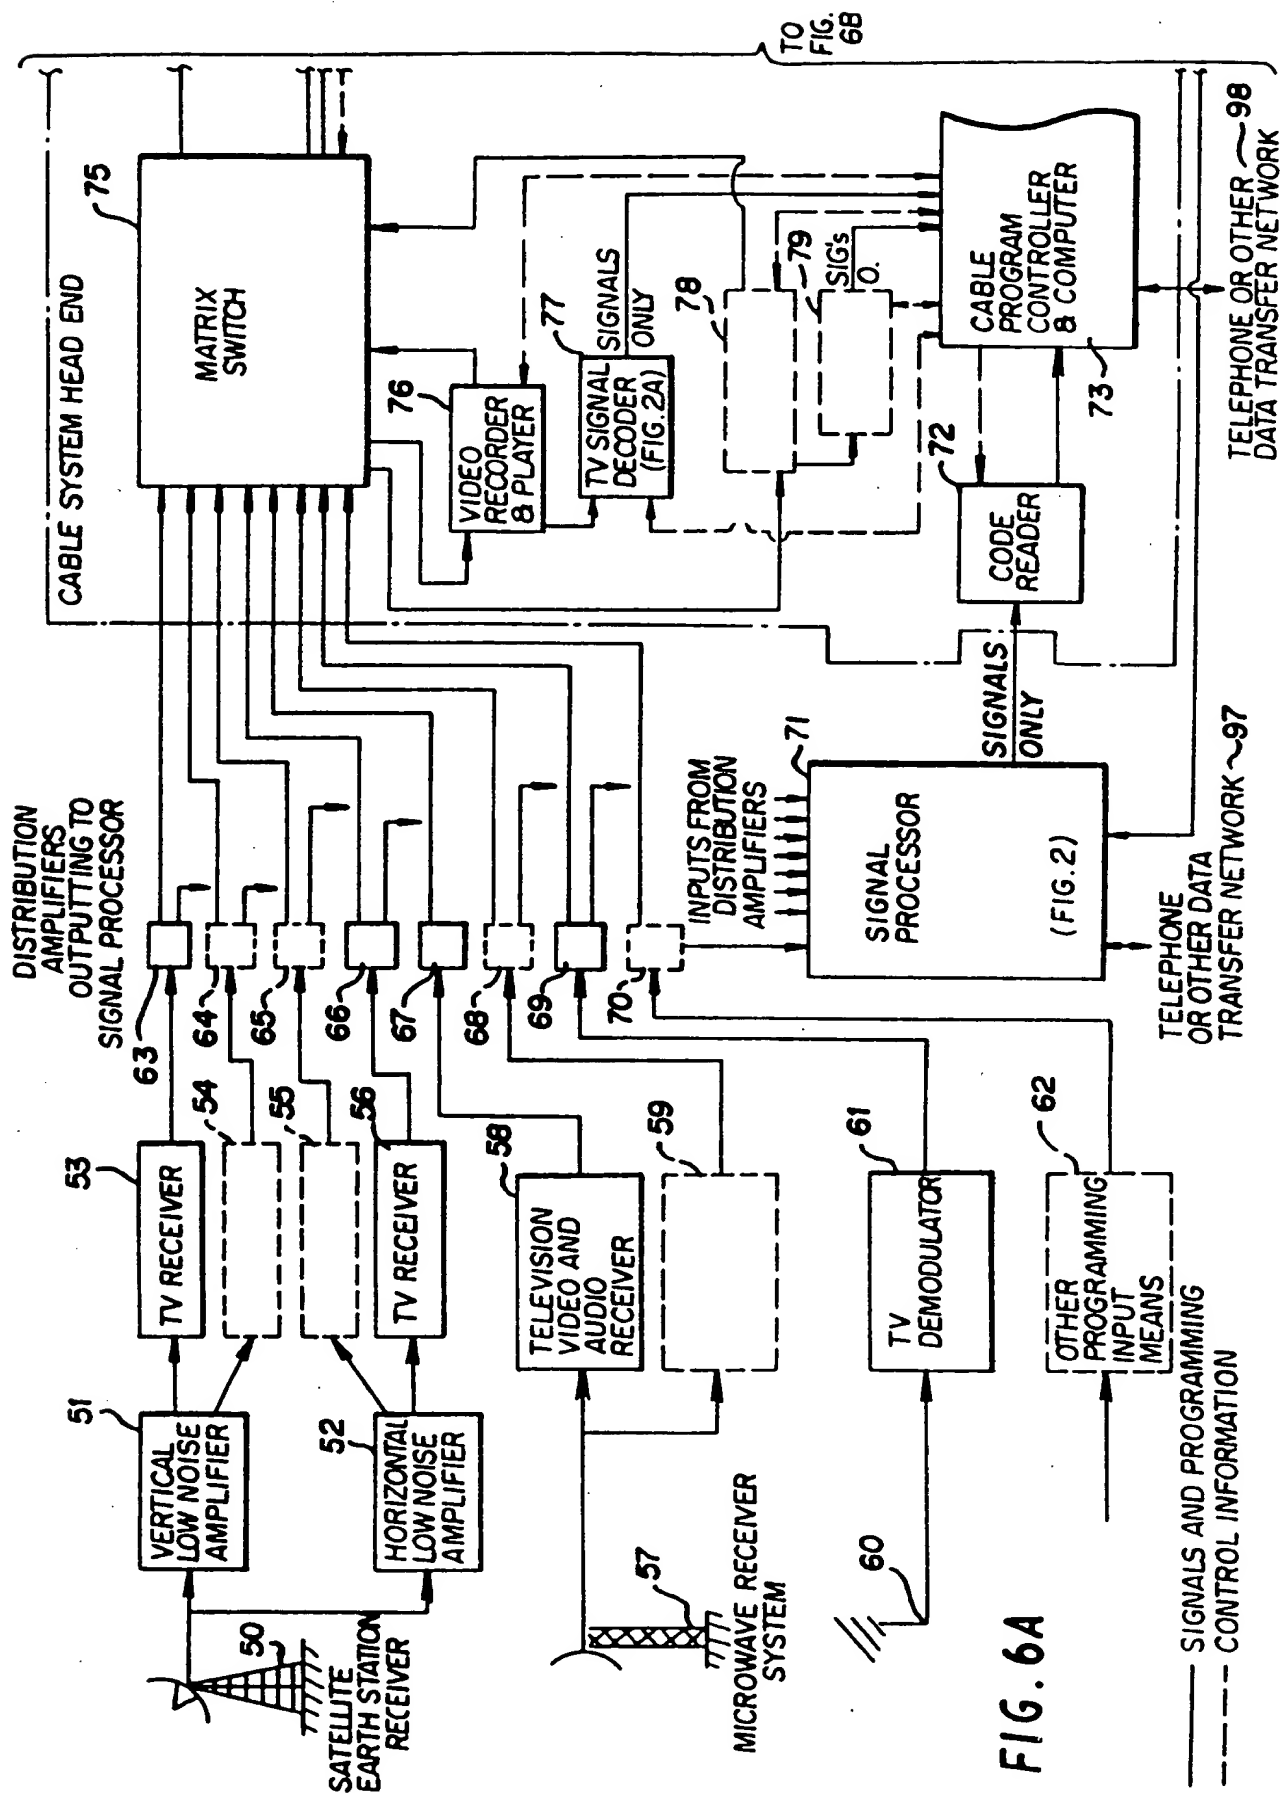 CABLE SYSTEM HEAD END
TO
FIG.
6B
75
MATRIX
SWITCH
DISTRIBUTION
AMPLIFIERS
OUTPUTTING TO
SIGNAL PROCESSOR
63
64
65
66
67
68
69
70
53
TV RECEIVER
54
55
56
TV RECEIVER
51
VERTICAL
LOW NOISE
AMPLIFIER
52
HORIZONTAL
LOW NOISE
AMPLIFIER
50
SATELLITE
EARTH STATION
RECEIVER
58
TELEVISION
VIDEO AND
AUDIO
RECEIVER
59
57
MICROWAVE RECEIVER
SYSTEM
60
61
TV
DEMODULATOR
62
OTHER
PROGRAMMING
INPUT
MEANS
76
VIDEO
RECORDER
& PLAYER
77
TV SIGNAL
DECODER
(FIG.2A)
SIGNALS
ONLY
78
79
SIG'S
O.
CABLE
PROGRAM
CONTROLLER
& COMPUTER
73
72
CODE
READER
SIGNALS
ONLY
INPUTS FROM
DISTRIBUTION
AMPLIFIERS
71
SIGNAL
PROCESSOR
(FIG.2)
TELEPHONE
OR OTHER DATA
TRANSFER NETWORK 97
TELEPHONE OR OTHER 98
DATA TRANSFER NETWORK
FIG. 6A
SIGNALS AND PROGRAMMING
CONTROL INFORMATION